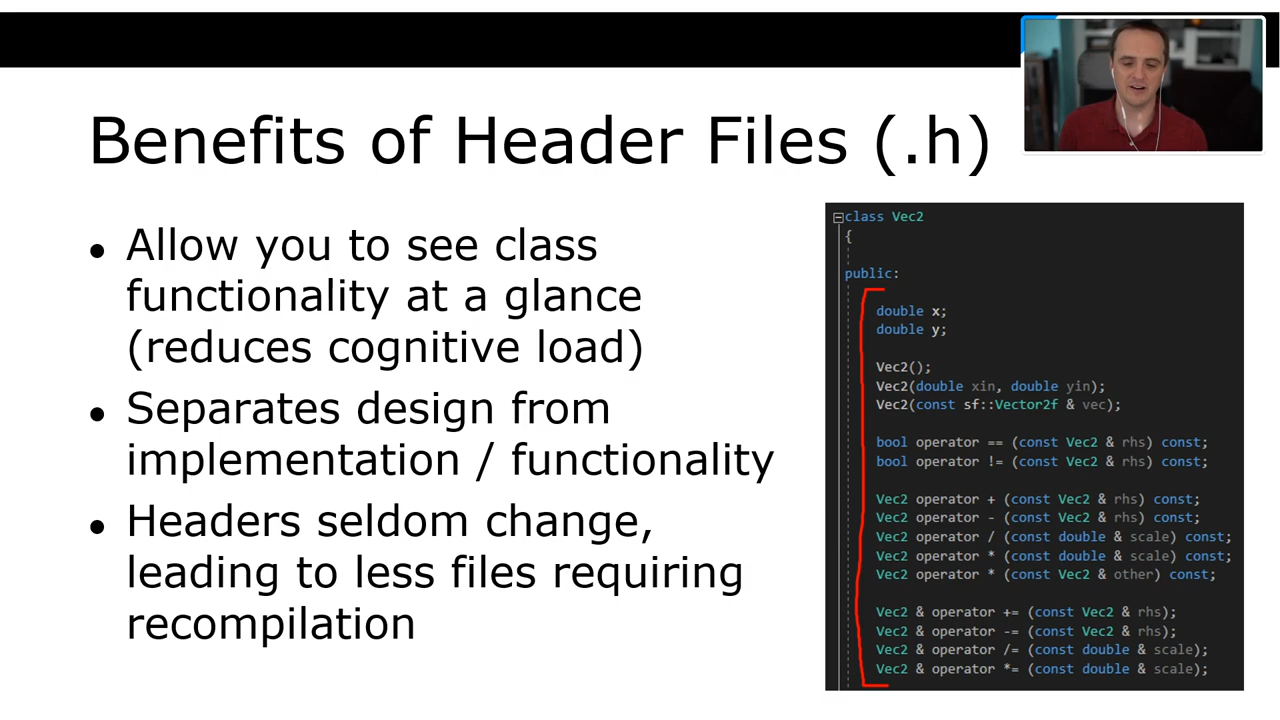 Benefits of Header Files (.h)
● Allow you to see class
functionality at a glance
(reduces cognitive load)
● Separates design from
implementation / functionality
● Headers seldom change,
leading to less files requiring
recompilation
class Vec2
{
public:
double x;
double y;
Vec2();
Vec2(double xin, double yin);
Vec2(const sf::Vector2f & vec);
bool operator == (const Vec2 & rhs) const;
bool operator != (const Vec2 & rhs) const;
Vec2 operator + (const Vec2 & rhs) const;
Vec2 operator - (const Vec2 & rhs) const;
Vec2 operator / (const double & scale) const;
Vec2 operator * (const double & scale) const;
Vec2 operator * (const Vec2 & other) const;
Vec2 & operator += (const Vec2 & rhs);
Vec2 & operator -= (const Vec2 & rhs);
Vec2 & operator /= (const double & scale);
Vec2 & operator *= (const double & scale);